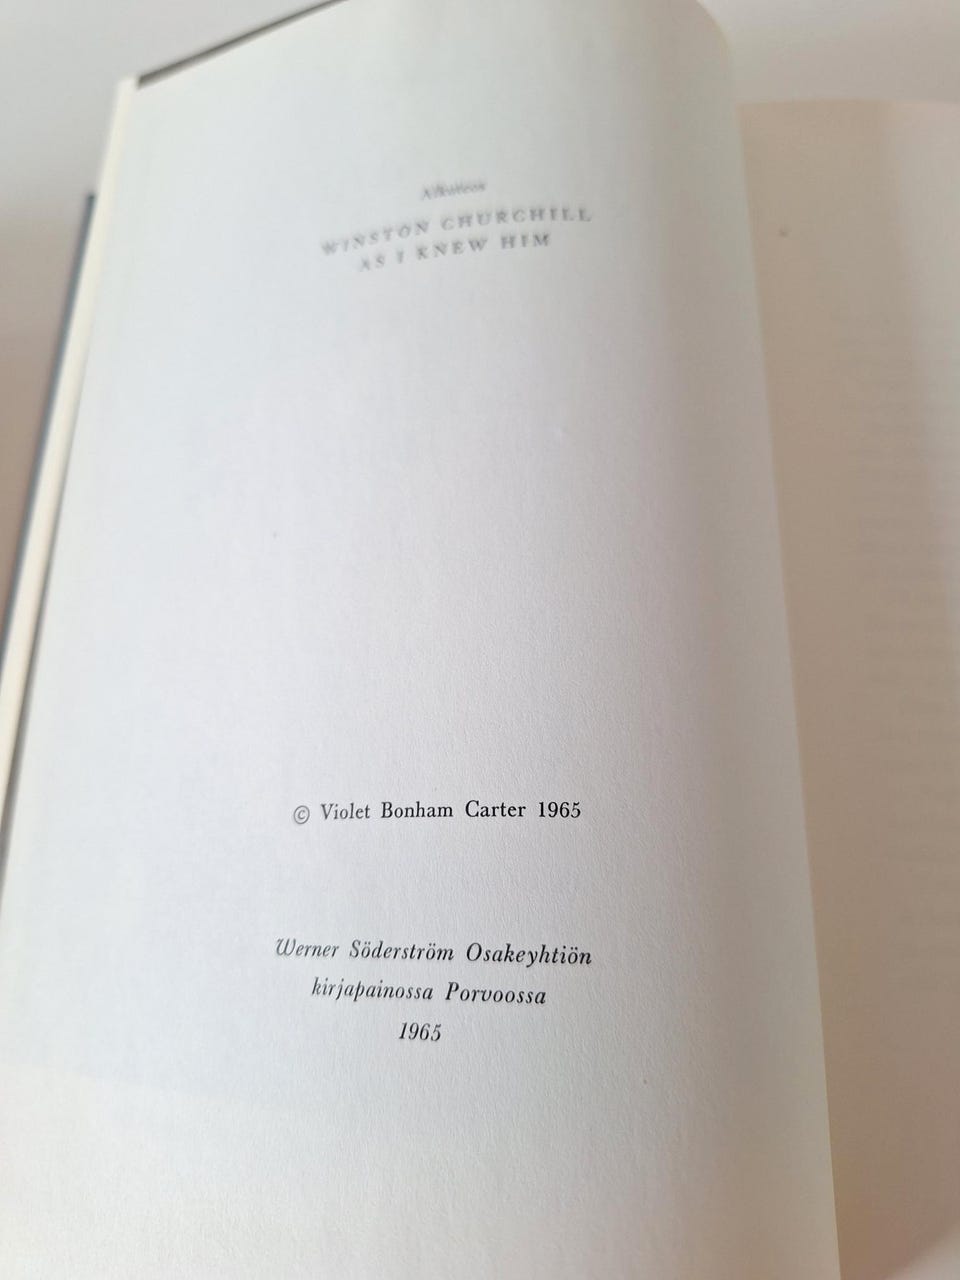 Alkuteos
WINSTON CHURCHILL
AS I KNEW HIM
© Violet Bonham Carter 1965
Werner Söderström Osakeyhtiön
kirjapainossa Porvoossa
1965